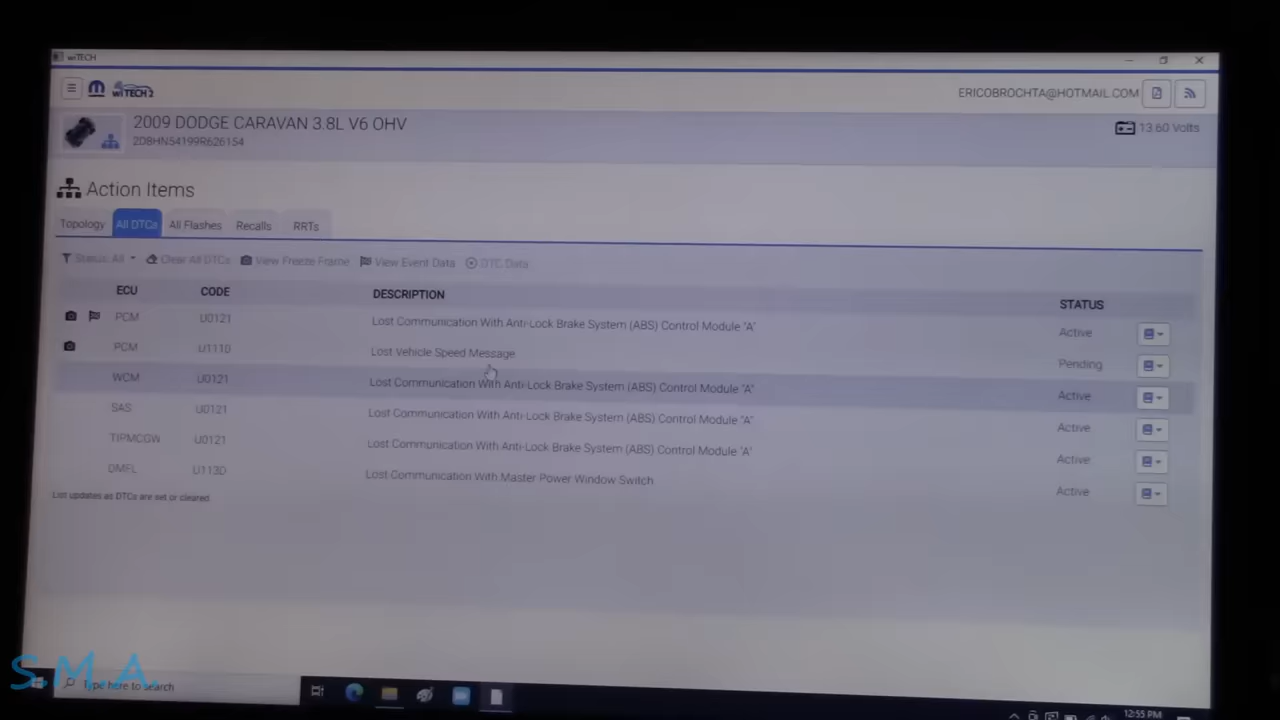 wiTECH
wiTECH 2
ERICOBROCHTA@HOTMAIL.COM
2009 DODGE CARAVAN 3.8L V6 OHV
2D8HN54199R626154
13.60 Volts
Action Items
Topology All DTCs All Flashes Recalls RRTs
Status: All Clear All DTCs View Freeze Frame View Event Data DTC Data
ECU CODE DESCRIPTION STATUS
PCM U0121 Lost Communication With Anti-Lock Brake System (ABS) Control Module "A" Active
PCM U1110 Lost Vehicle Speed Message Pending
WCM U0121 Lost Communication With Anti-Lock Brake System (ABS) Control Module "A" Active
SAS U0121 Lost Communication With Anti-Lock Brake System (ABS) Control Module "A" Active
TIPMCGW U0121 Lost Communication With Anti-Lock Brake System (ABS) Control Module "A" Active
DMFL U113D Lost Communication With Master Power Window Switch Active
List updates as DTCs are set or cleared
S.M.A.
Type here to search
12:55 PM